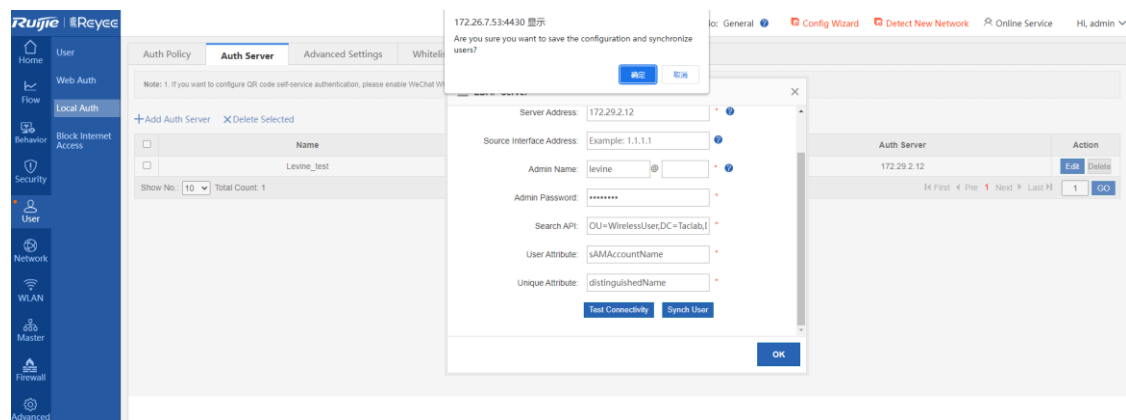 Ruijie | Reyee
172.26.7.53:4430 显示
io: General
Config Wizard
Detect New Network
Online Service
Hi, admin
Are you sure you want to save the configuration and synchronize
users?
确定
取消
Home
Flow
Behavior
Security
User
Network
WLAN
Master
Firewall
Advanced
User
Web Auth
Local Auth
Block Internet
Access
Auth Policy
Auth Server
Advanced Settings
Whitelis
Note: 1. If you want to configure QR code self-service authentication, please enable WeChat W
Add Auth Server
Delete Selected
Name
Auth Server
Action
Levine_test
172.29.2.12
Edit
Delete
Show No.: 10 Total Count: 1
First Pre 1 Next Last 1 GO
Server Address: 172.29.2.12 *
Source Interface Address: Example: 1.1.1.1
Admin Name: levine @ *
Admin Password: •••••••• *
Search API: OU=WirelessUser,DC=Taclab, *
User Attribute: sAMAccountName *
Unique Attribute: distinguishedName *
Test Connectivity
Synch User
OK